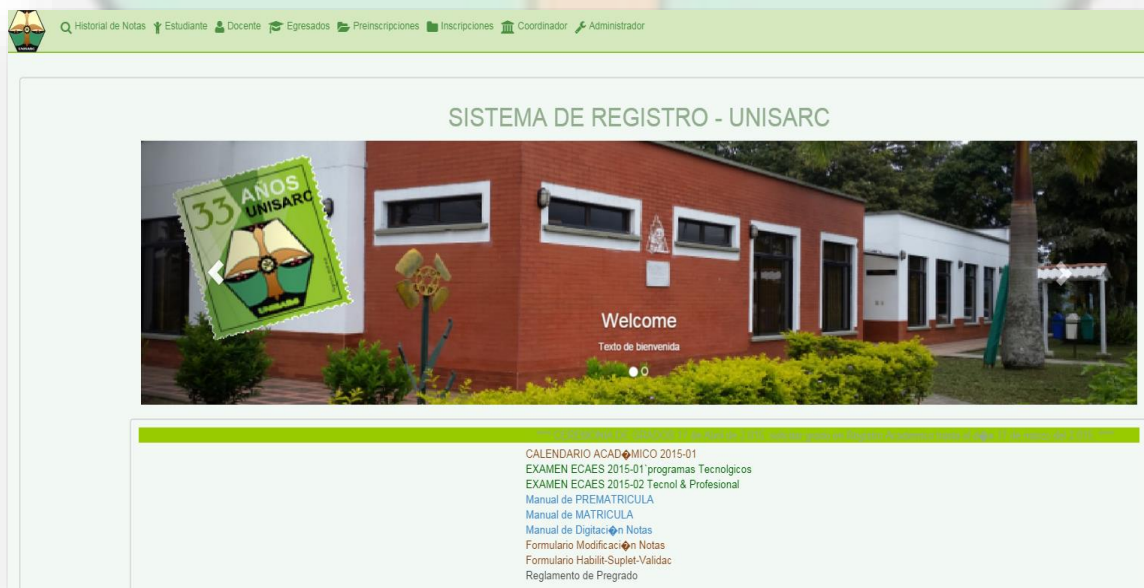 Historial de Notas Estudiante Docente Egresados Preinscripciones Inscripciones Coordinador Administrador
UNISARC
SISTEMA DE REGISTRO - UNISARC
33 AÑOS
UNISARC
UNISARC
Welcome
Texto de bienvenida
CALENDARIO ACAD�MICO 2015-01
EXAMEN ECAES 2015-01`programas Tecnolgicos
EXAMEN ECAES 2015-02 Tecnol & Profesional
Manual de PREMATRICULA
Manual de MATRICULA
Manual de Digitaci�n Notas
Formulario Modificaci�n Notas
Formulario Habilit-Suplet-Validac
Reglamento de Pregrado